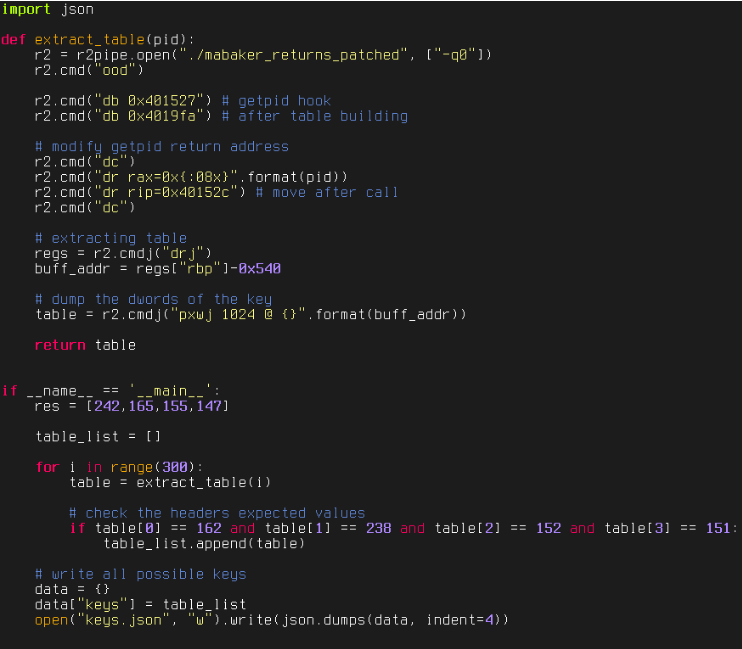 import json

def extract_table(pid):
    r2 = r2pipe.open("./mabaker_returns_patched", ["-q0"])
    r2.cmd("ood")

    r2.cmd("db 0x401527") # getpid hook
    r2.cmd("db 0x4019fa") # after table building

    # modify getpid return address
    r2.cmd("dc")
    r2.cmd("dr rax=0x{:08x}".format(pid))
    r2.cmd("dr rip=0x40152c") # move after call
    r2.cmd("dc")

    # extracting table
    regs = r2.cmdj("drj")
    buff_addr = regs["rbp"]-0x540

    # dump the dwords of the key
    table = r2.cmdj("pxwj 1024 @ {}".format(buff_addr))

    return table


if __name__ == '__main__':
    res = [242,165,155,147]

    table_list = []

    for i in range(300):
        table = extract_table(i)

        # check the headers expected values
        if table[0] == 162 and table[1] == 238 and table[2] == 152 and table[3] == 151:
            table_list.append(table)

    # write all possible keys
    data = {}
    data["keys"] = table_list
    open("keys.json", "w").write(json.dumps(data, indent=4))